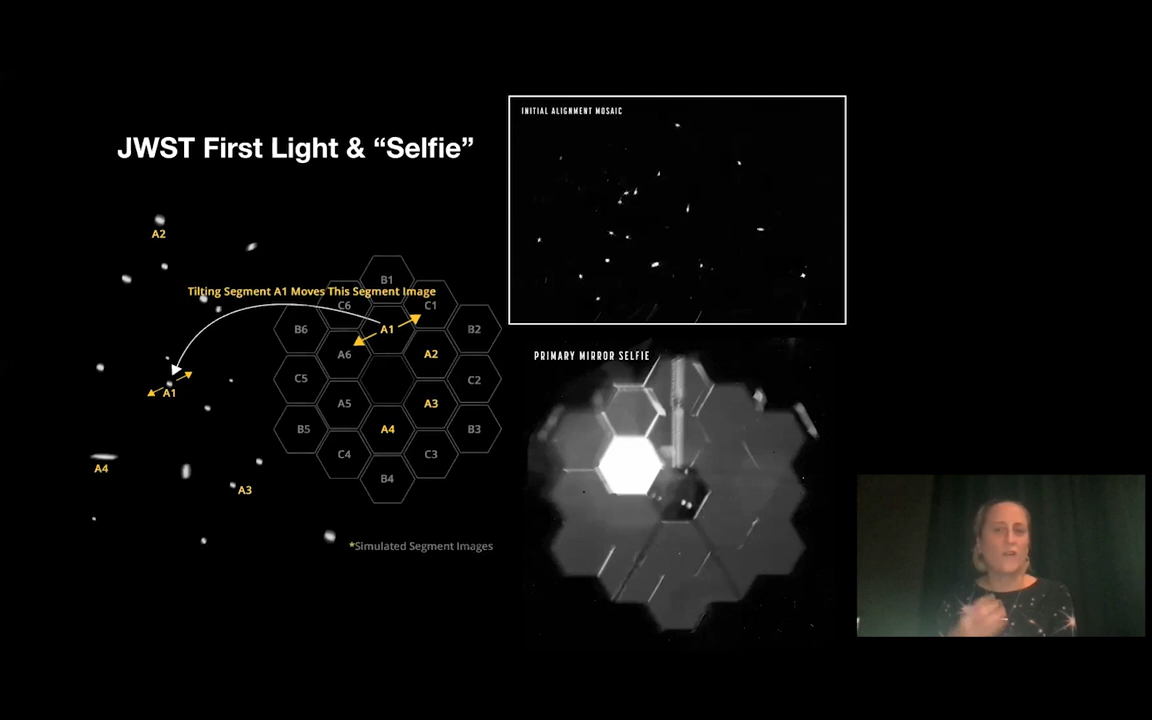 JWST First Light & “Selfie”
INITIAL ALIGNMENT MOSAIC
A2
B1
Tilting Segment A1 Moves This Segment Image
C6
C1
B6
A1
B2
A6
A2
C5
C2
A1
A5
A3
B5
A4
B3
C4
C3
A4
B4
A3
*Simulated Segment Images
PRIMARY MIRROR SELFIE